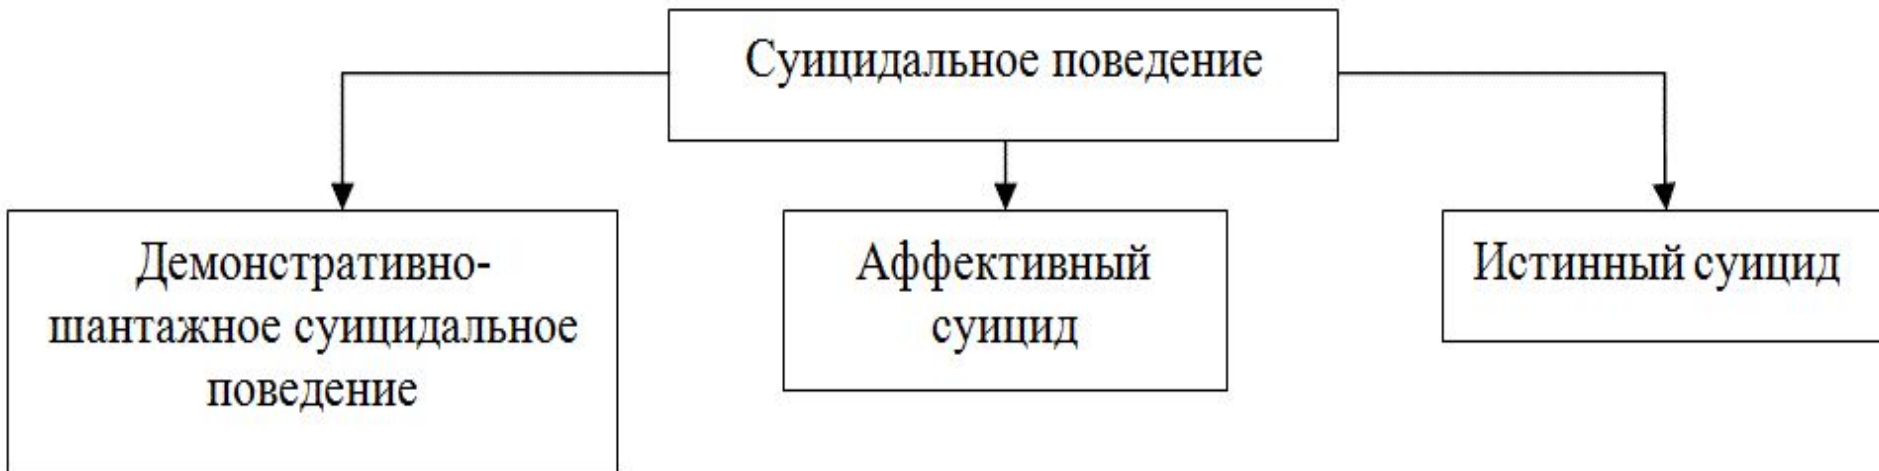 Суицидальное поведение
Демонстративно-
шантажное суицидальное
поведение
Аффективный
суицид
Истинный суицид